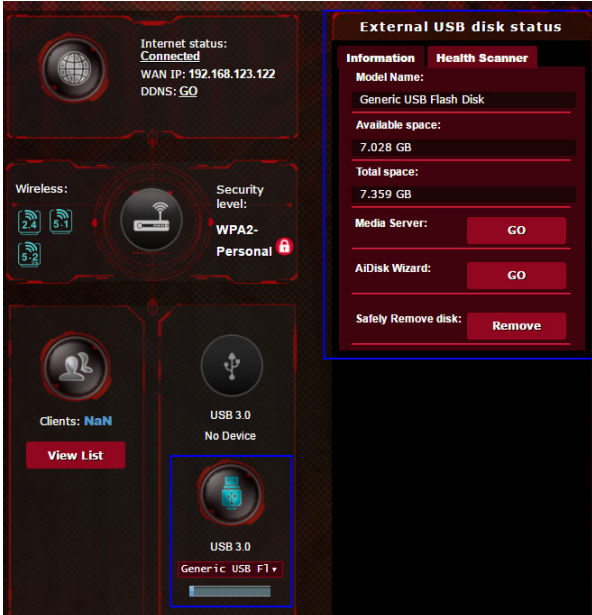 Internet status:
Connected
WAN IP: 192.168.123.122
DDNS: GO
Wireless:
2.4
5-1
5-2
Security
level:
WPA2-
Personal
Clients: NaN
View List
USB 3.0
No Device
USB 3.0
Generic USB Fl
External USB disk status
Information
Health Scanner
Model Name:
Generic USB Flash Disk
Available space:
7.028 GB
Total space:
7.359 GB
Media Server:
GO
AiDisk Wizard:
GO
Safely Remove disk:
Remove